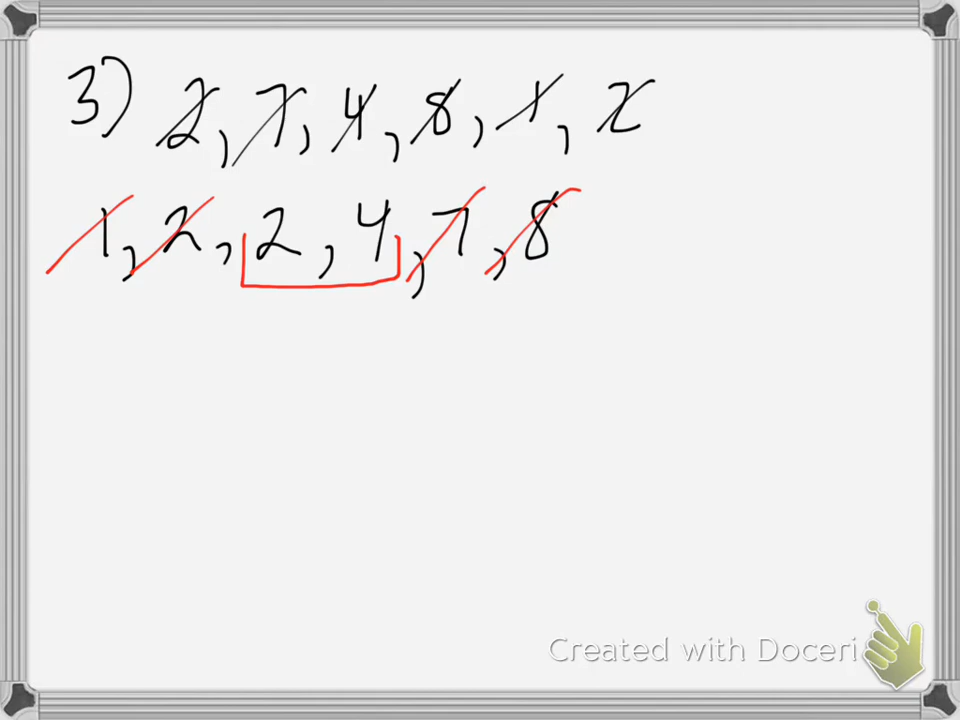 3) 2, 7, 4, 8, 1, 2
1, 2, 2, 4, 7, 8
Created with Doceri